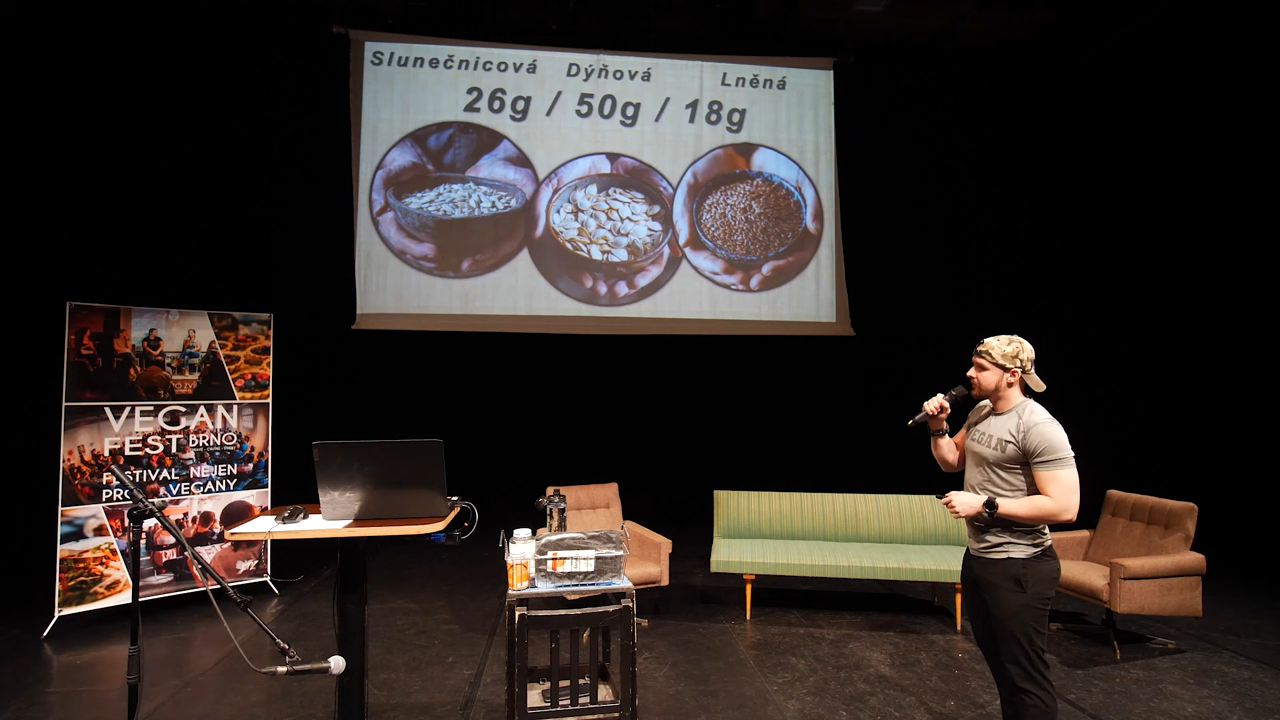 Slunečnicová Dýňová Lněná
26g / 50g / 18g
VEGAN
FEST BRNO
FESTIVAL NEJEN
PRO VEGANY
VEGAN